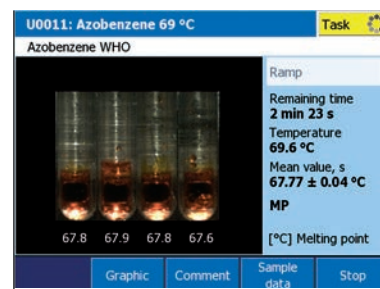 U0011: Azobenzene 69 °C
Task
Azobenzene WHO
Ramp
Remaining time
2 min 23 s
Temperature
69.6 °C
Mean value, s
67.77 ± 0.04 °C
MP
67.8 67.9 67.8 67.6
[°C] Melting point
Graphic
Comment
Sample
data
Stop